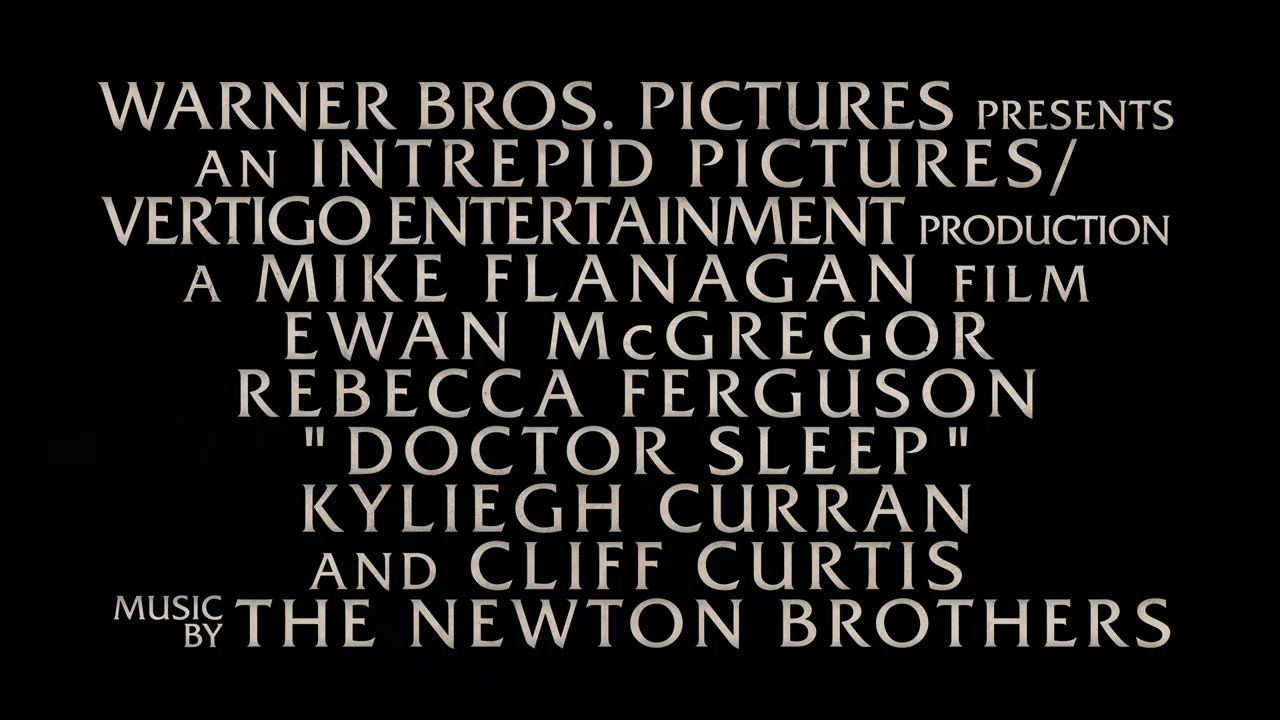 WARNER BROS. PICTURES PRESENTS
AN INTREPID PICTURES/
VERTIGO ENTERTAINMENT PRODUCTION
A MIKE FLANAGAN FILM
EWAN McGREGOR
REBECCA FERGUSON
"DOCTOR SLEEP"
KYLIEGH CURRAN
AND CLIFF CURTIS
MUSIC BY THE NEWTON BROTHERS